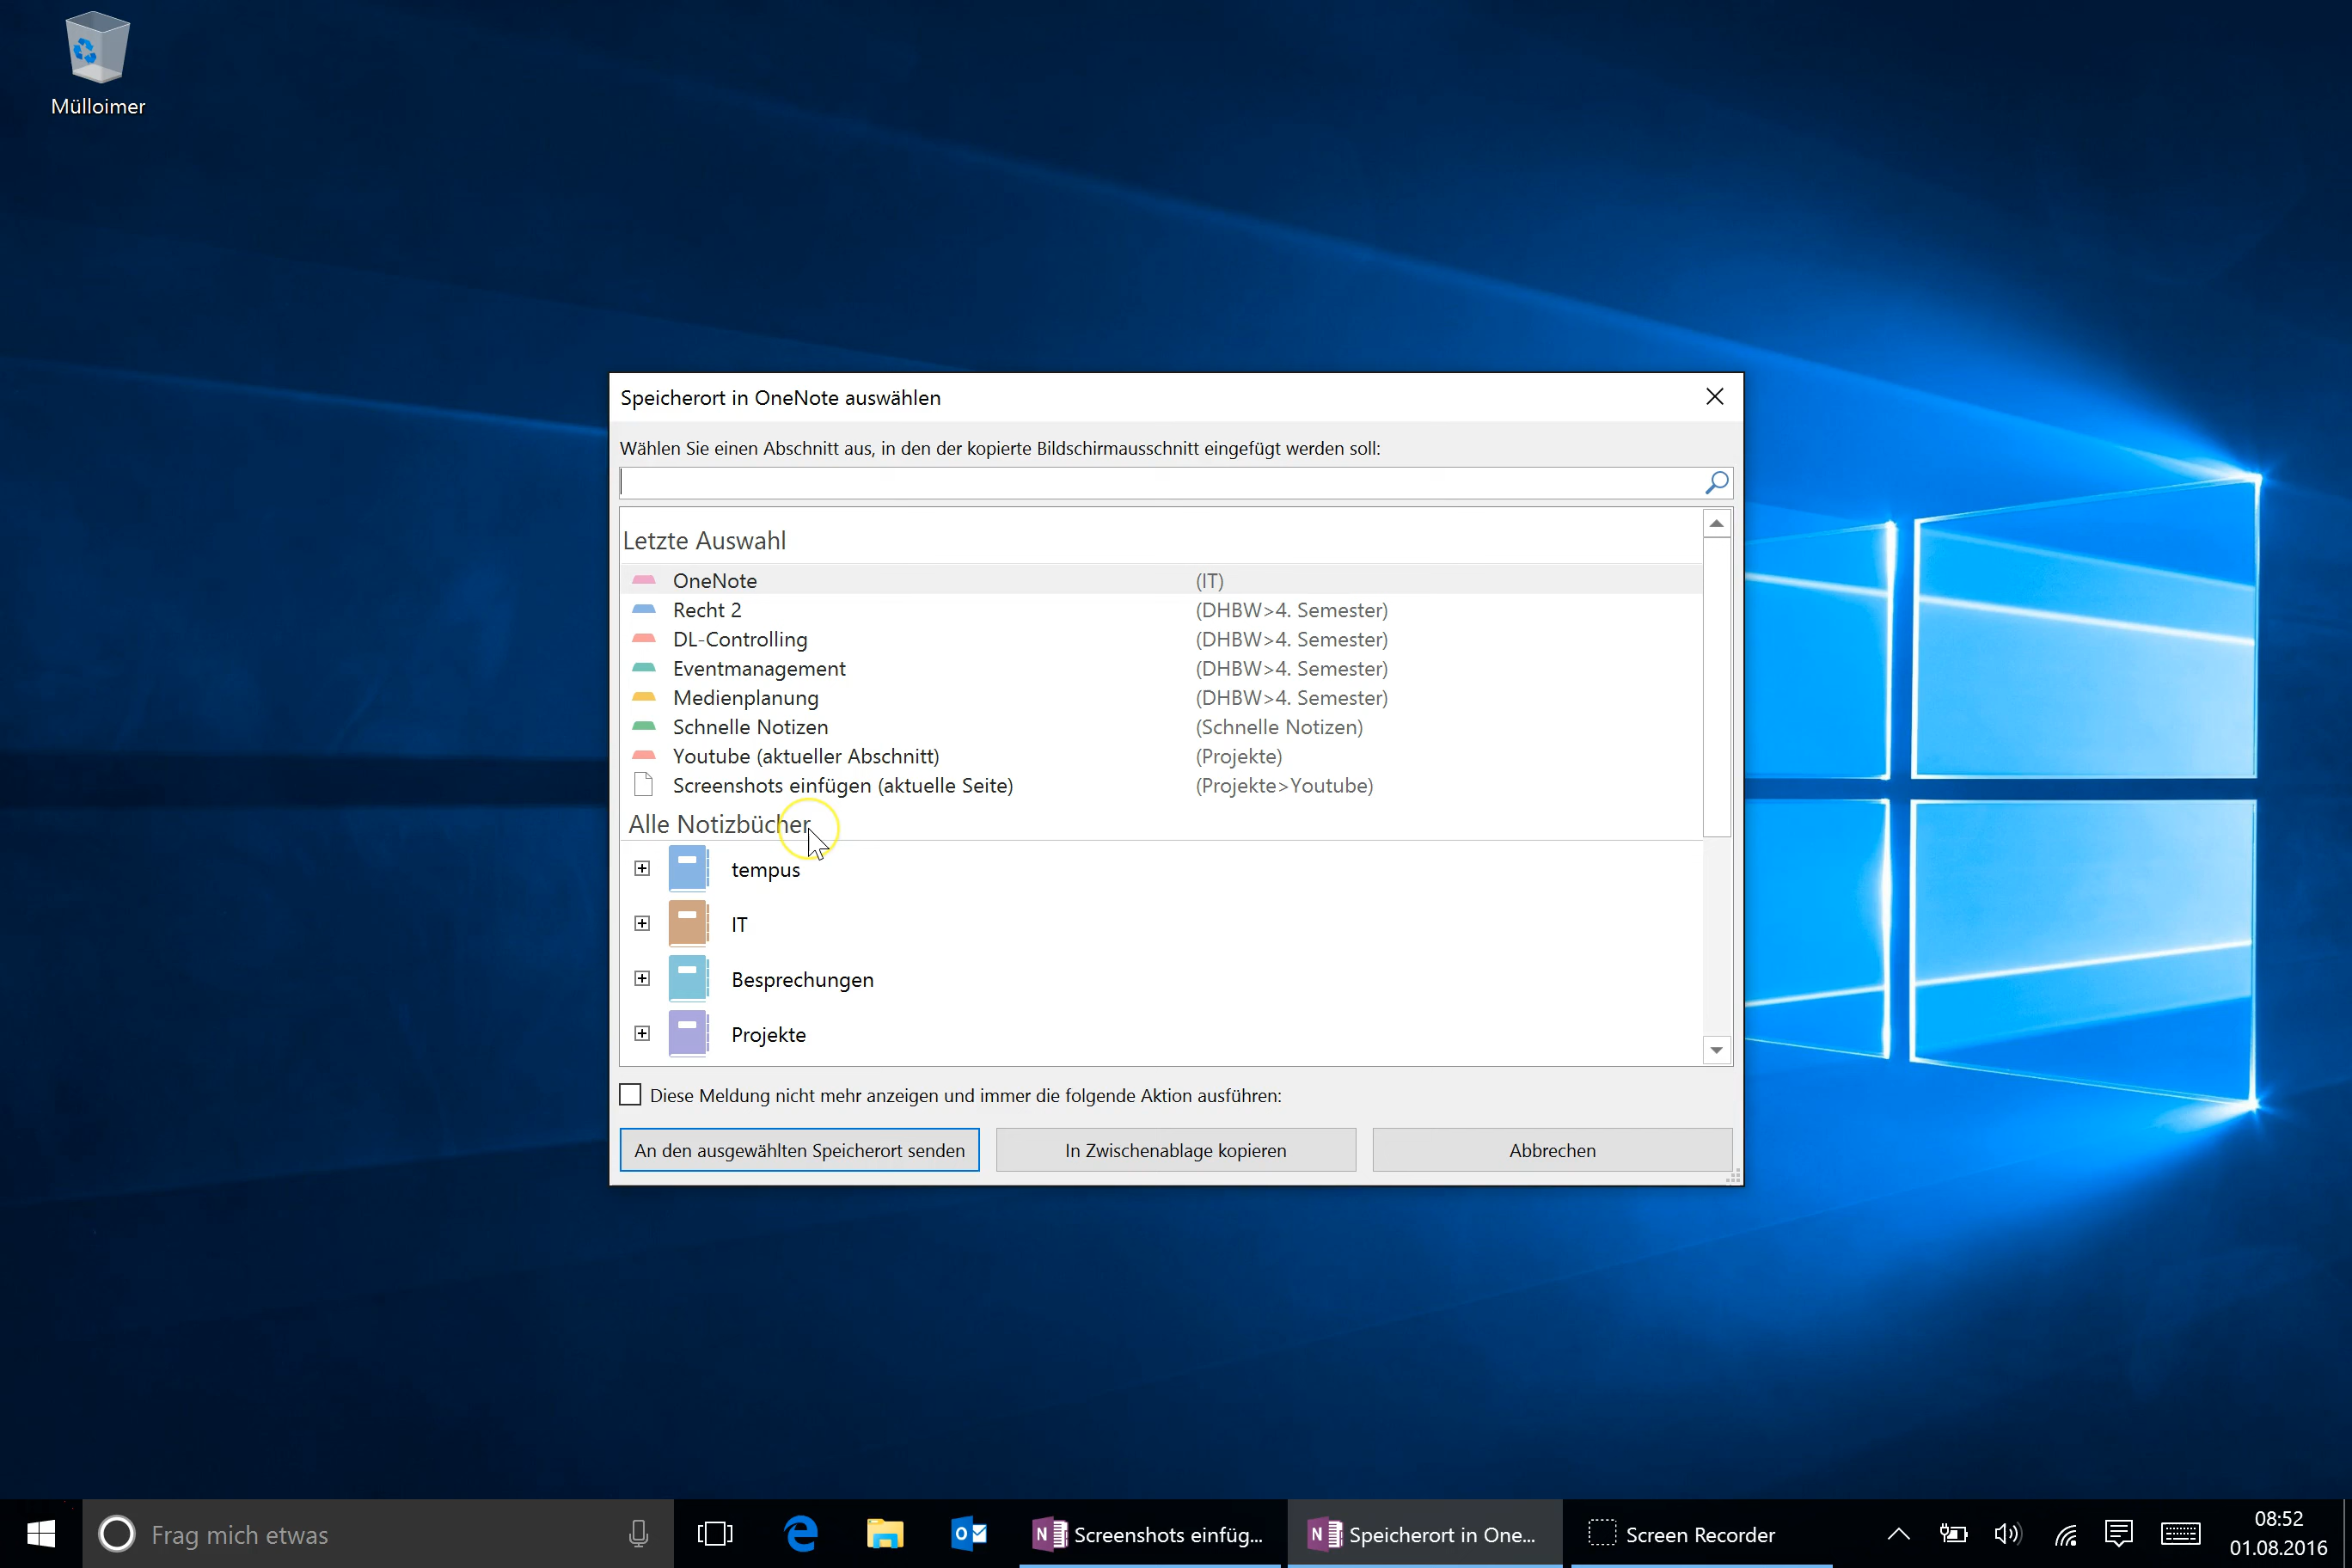 Mülloimer
Speicherort in OneNote auswählen
Wählen Sie einen Abschnitt aus, in den der kopierte Bildschirmausschnitt eingefügt werden soll:
Letzte Auswahl
OneNote (IT)
Recht 2 (DHBW>4. Semester)
DL-Controlling (DHBW>4. Semester)
Eventmanagement (DHBW>4. Semester)
Medienplanung (DHBW>4. Semester)
Schnelle Notizen (Schnelle Notizen)
Youtube (aktueller Abschnitt) (Projekte)
Screenshots einfügen (aktuelle Seite) (Projekte>Youtube)
Alle Notizbücher
tempus
IT
Besprechungen
Projekte
Diese Meldung nicht mehr anzeigen und immer die folgende Aktion ausführen:
An den ausgewählten Speicherort senden In Zwischenablage kopieren Abbrechen
Frag mich etwas Screenshots einfüg... Speicherort in One... Screen Recorder 08:52
01.08.2016